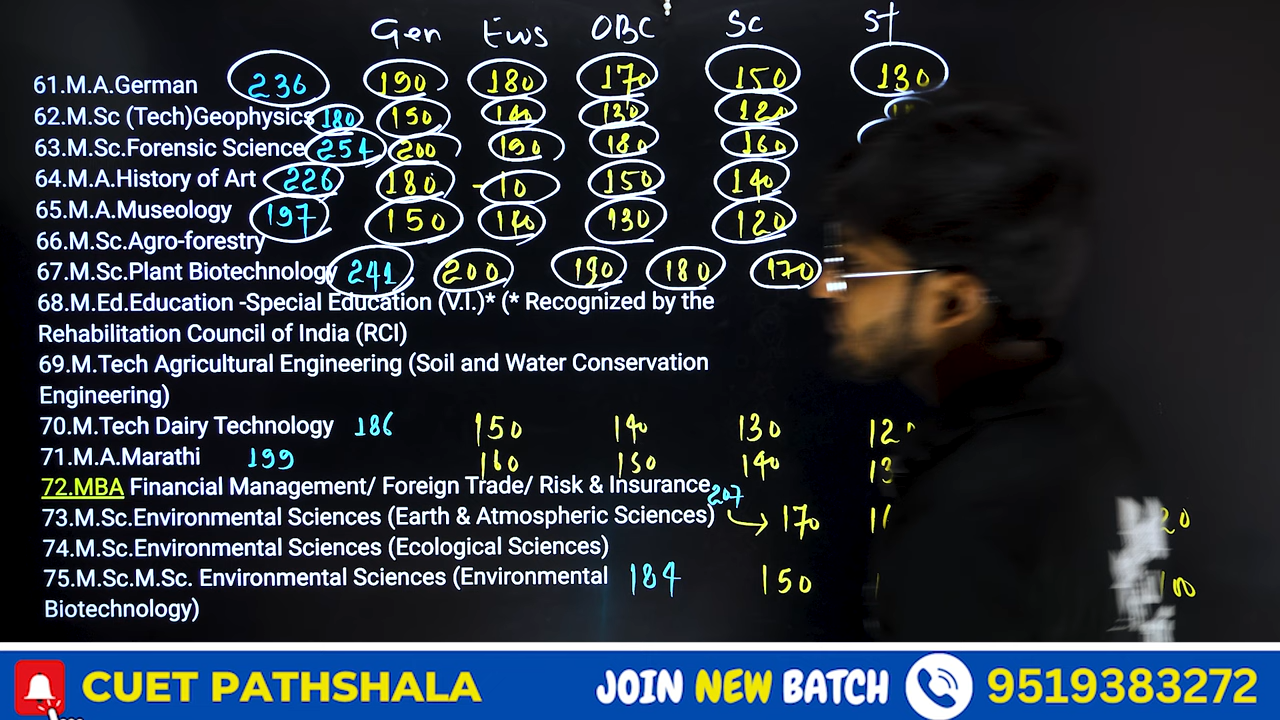 Gen Ews OBC SC ST
61.M.A.German 236 190 180 170 150 130
62.M.Sc (Tech)Geophysics 180 150 140 130 120
63.M.Sc.Forensic Science 254 200 190 180 160
64.M.A.History of Art 226 180 150 140
65.M.A.Museology 197 150 140 130 120
66.M.Sc.Agro-forestry
67.M.Sc.Plant Biotechnology 241 200 190 180 170
68.M.Ed.Education -Special Education (V.I.)* (* Recognized by the
Rehabilitation Council of India (RCI)
69.M.Tech Agricultural Engineering (Soil and Water Conservation
Engineering)
70.M.Tech Dairy Technology 186 150 140 130
71.M.A.Marathi 199 160 150 140
72.MBA Financial Management/ Foreign Trade/ Risk & Insurance
207
73.M.Sc.Environmental Sciences (Earth & Atmospheric Sciences) → 170
74.M.Sc.Environmental Sciences (Ecological Sciences)
75.M.Sc.M.Sc. Environmental Sciences (Environmental 184 150
Biotechnology)
CUET PATHSHALA JOIN NEW BATCH 9519383272